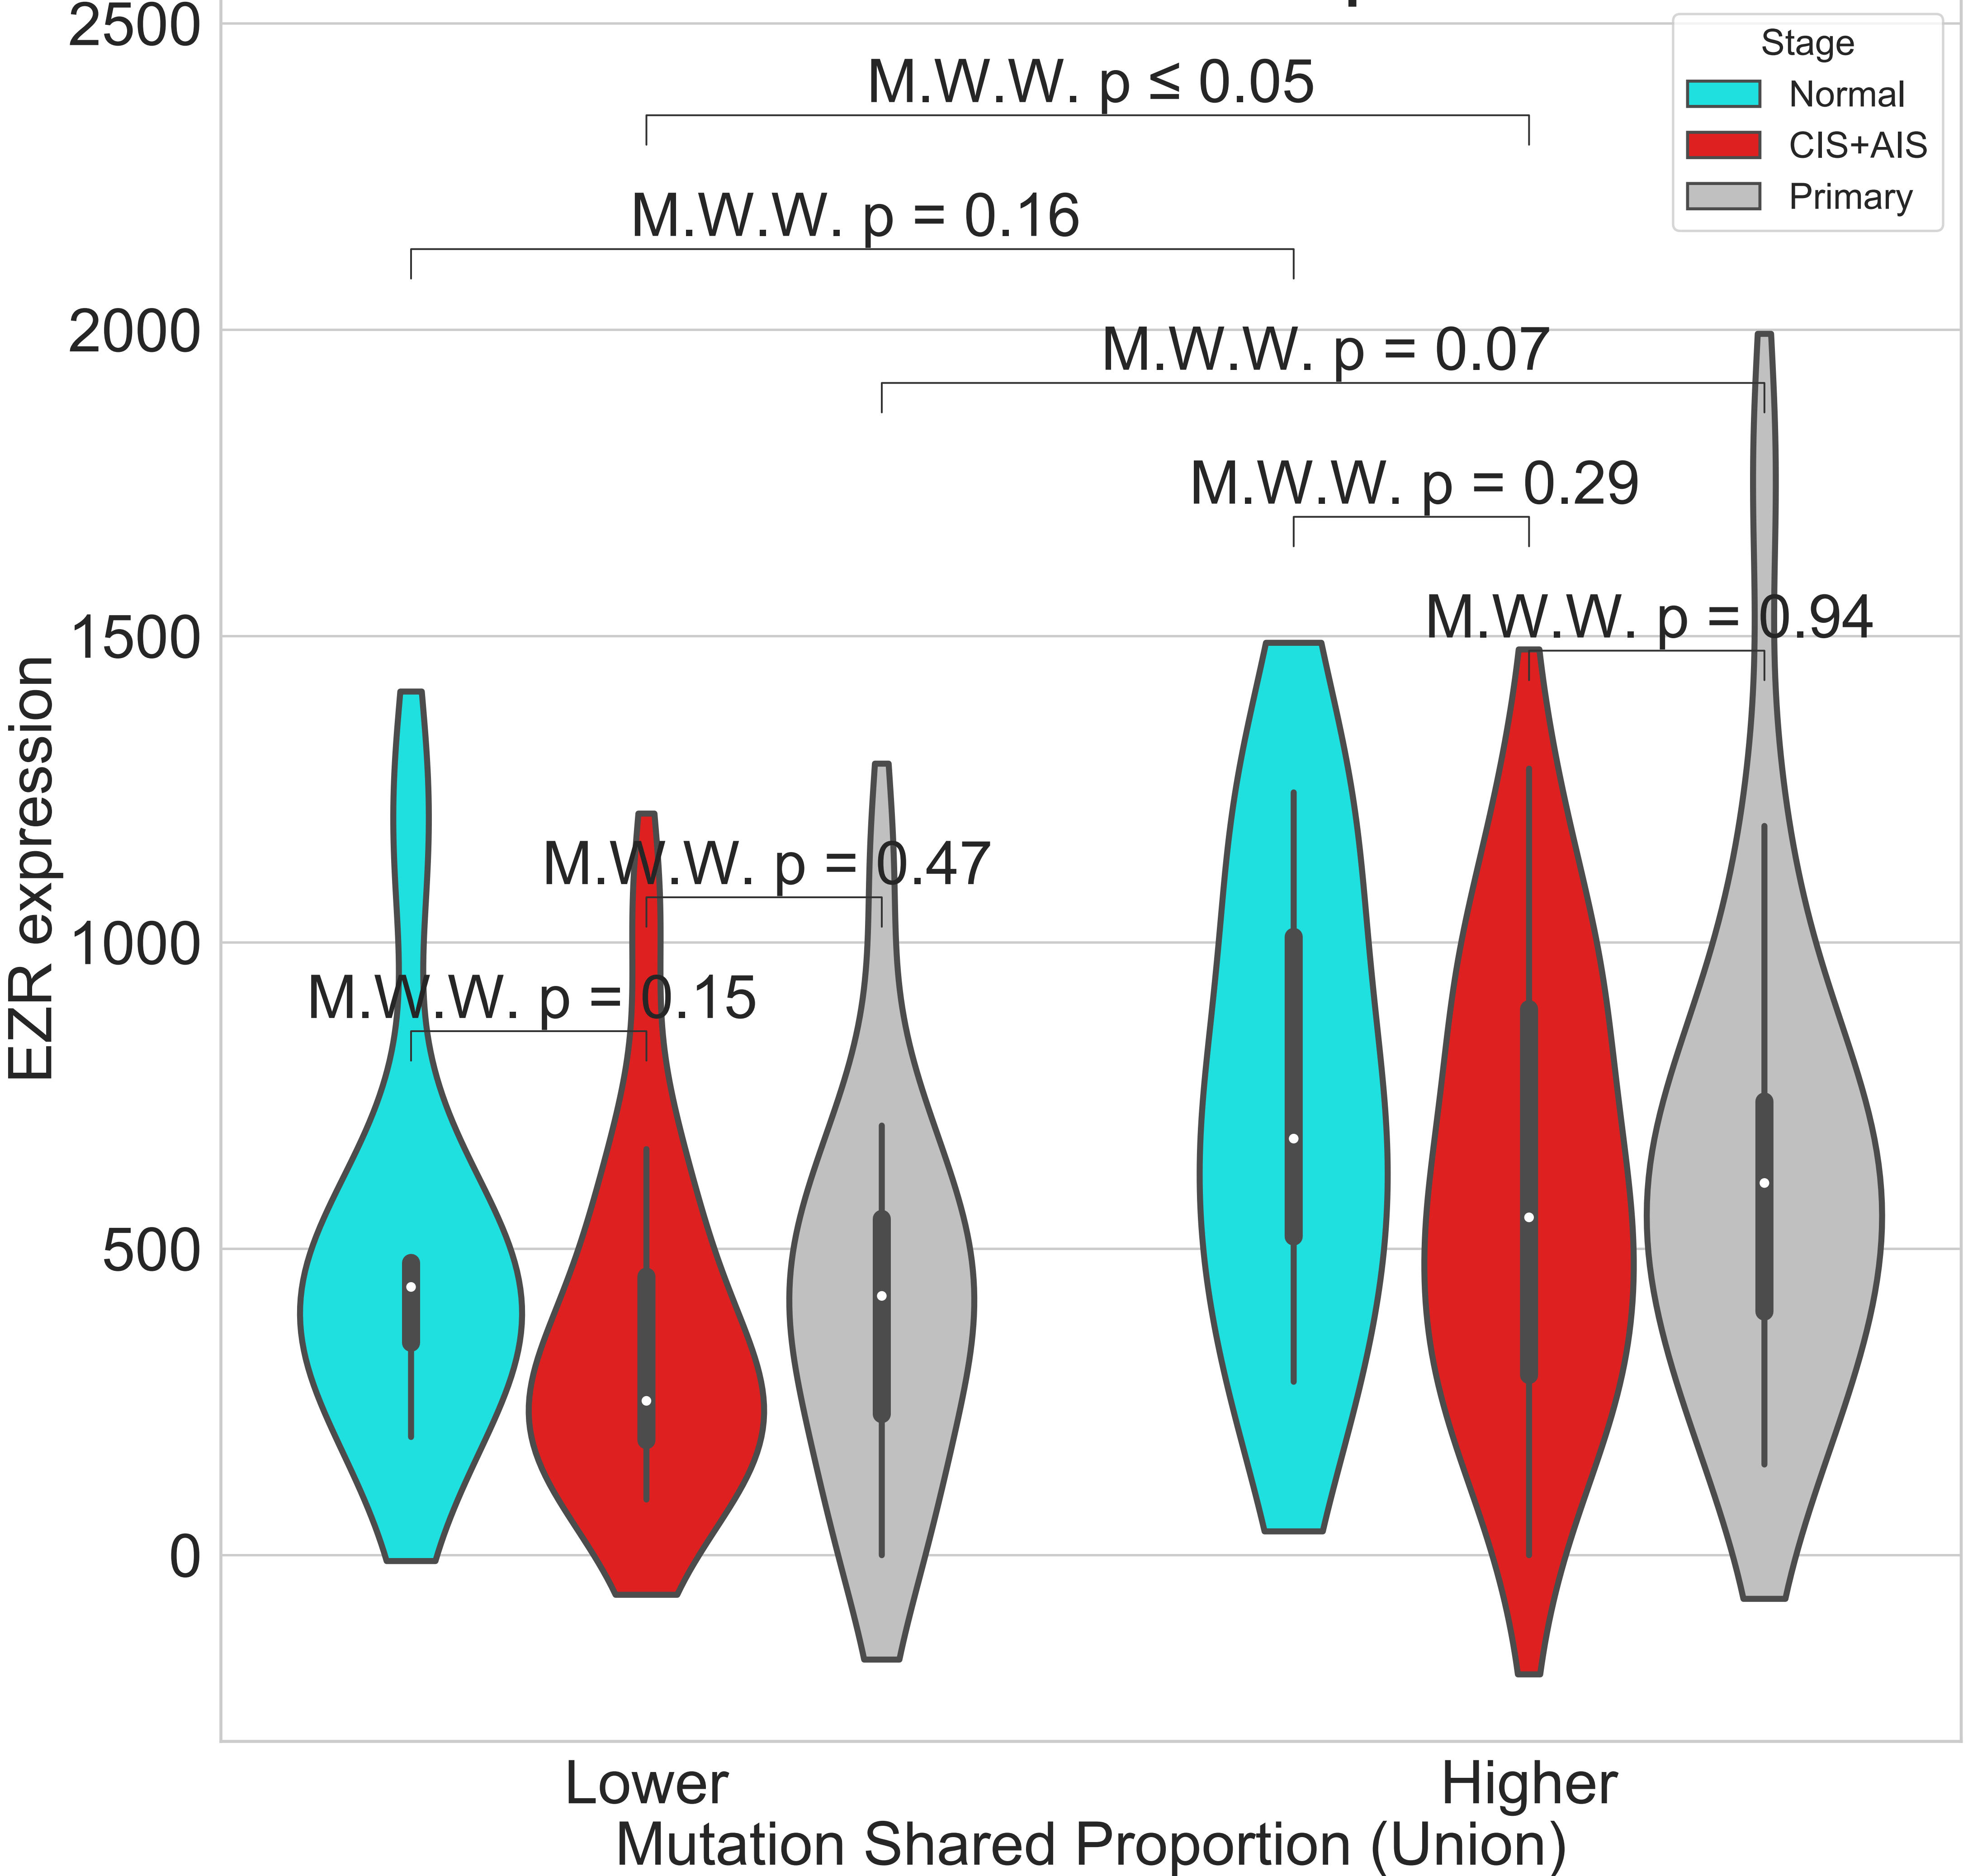 2500
M.W.W. p ≤ 0.05
Stage
Normal
CIS+AIS
Primary
M.W.W. p = 0.16
2000
M.W.W. p = 0.07
M.W.W. p = 0.29
1500
M.W.W. p = 0.94
EZR expression
M.W.W. p = 0.47
1000
M.W.W. p = 0.15
500
0
Lower
Higher
Mutation Shared Proportion (Union)